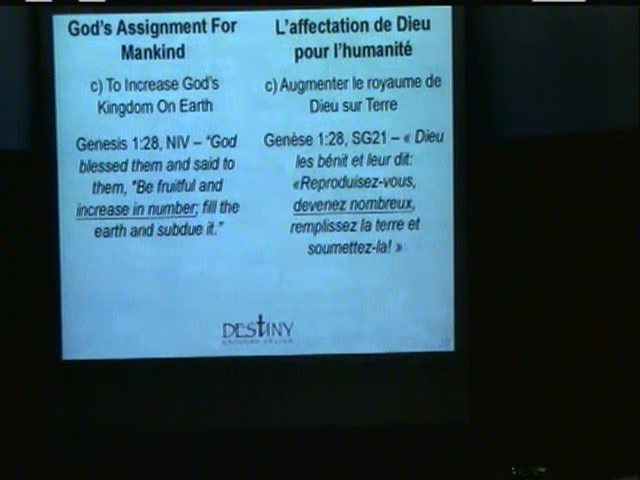 God's Assignment For
Mankind
c) To Increase God's
Kingdom On Earth
Genesis 1:28, NIV – "God
blessed them and said to
them, "Be fruitful and
increase in number; fill the
earth and subdue it."
L'affectation de Dieu
pour l'humanité
c) Augmenter le royaume de
Dieu sur Terre
Genèse 1:28, SG21 – « Dieu
les bénit et leur dit:
«Reproduisez-vous,
devenez nombreux,
remplissez la terre et
soumettez-la! »
DESTINY